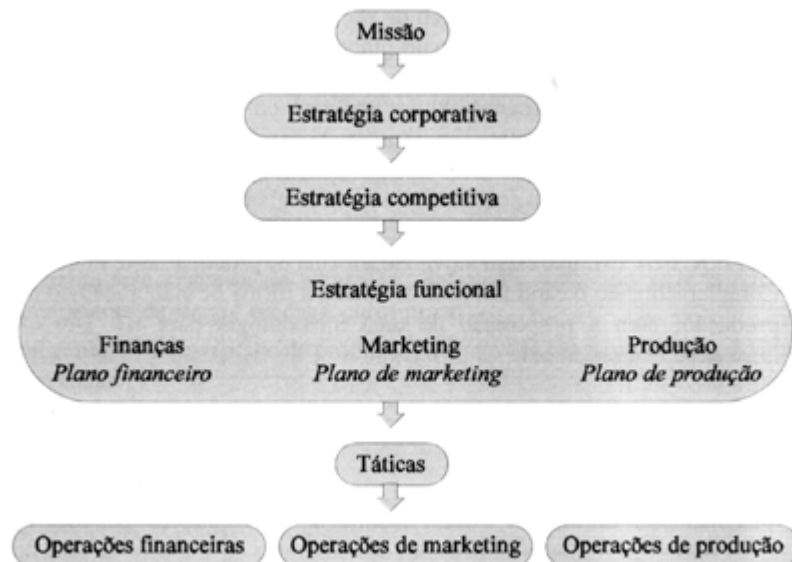 Missão
Estratégia corporativa
Estratégia competitiva
Estratégia funcional
Finanças Marketing Produção
Plano financeiro Plano de marketing Plano de produção
Táticas
Operações financeiras Operações de marketing Operações de produção